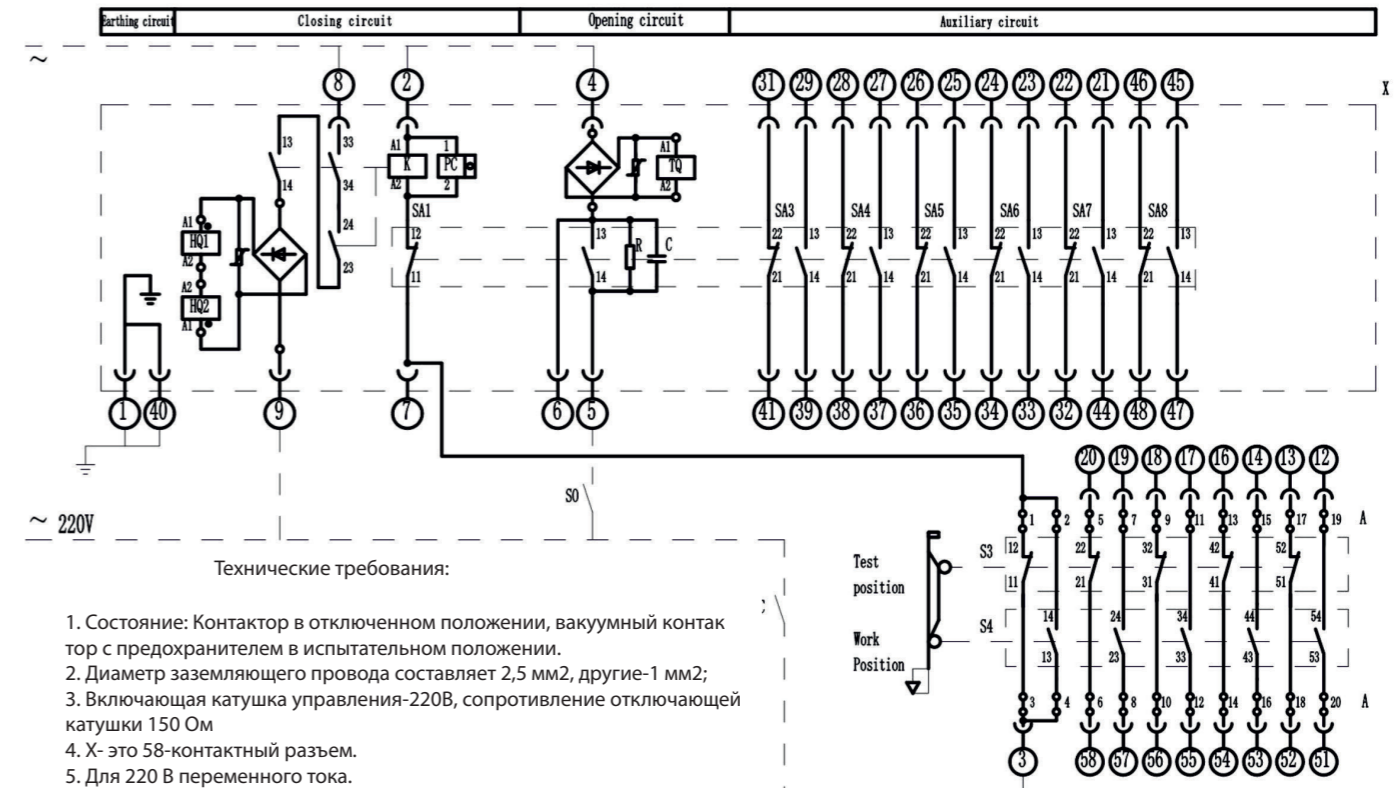 Earthing circuit Closing circuit Opening circuit Auxiliary circuit
~
8 2 4 31 29 28 27 26 25 24 23 22 21 46 45
X
13 33 A1 1 A1
K PC TQ
14 34 A2 2 A2
A1 24 SA1 SA3 SA4 SA5 SA6 SA7 SA8
HQ1 12 13 R C 22 13 22 13 22 13 22 13 22 13 22 13
A2 23 11 14 21 14 21 14 21 14 21 14 21 14 21 14
A2
HQ2
A1
1 40 9 7 6 5 41 39 38 37 36 35 34 33 32 44 48 47
20 19 18 17 16 14 13 12
S0
~ 220V
1 2 5 7 9 11 13 15 17 19 A
S3 12 22 32 42 52
Test
position
11 21 31 41 51
S4 14 24 34 44 54
Work
Position
13 23 33 43 53
3 4 6 8 10 12 14 16 18 20 A
3 58 57 56 55 54 53 52 51
Технические требования:
1. Состояние: Контактор в отключенном положении, вакуумный контак
тор с предохранителем в испытательном положении.
2. Диаметр заземляющего провода составляет 2,5 мм2, другие-1 мм2;
3. Включающая катушка управления-220В, сопротивление отключающей
катушки 150 Ом
4. X- это 58-контактный разъем.
5. Для 220 В переменного тока.